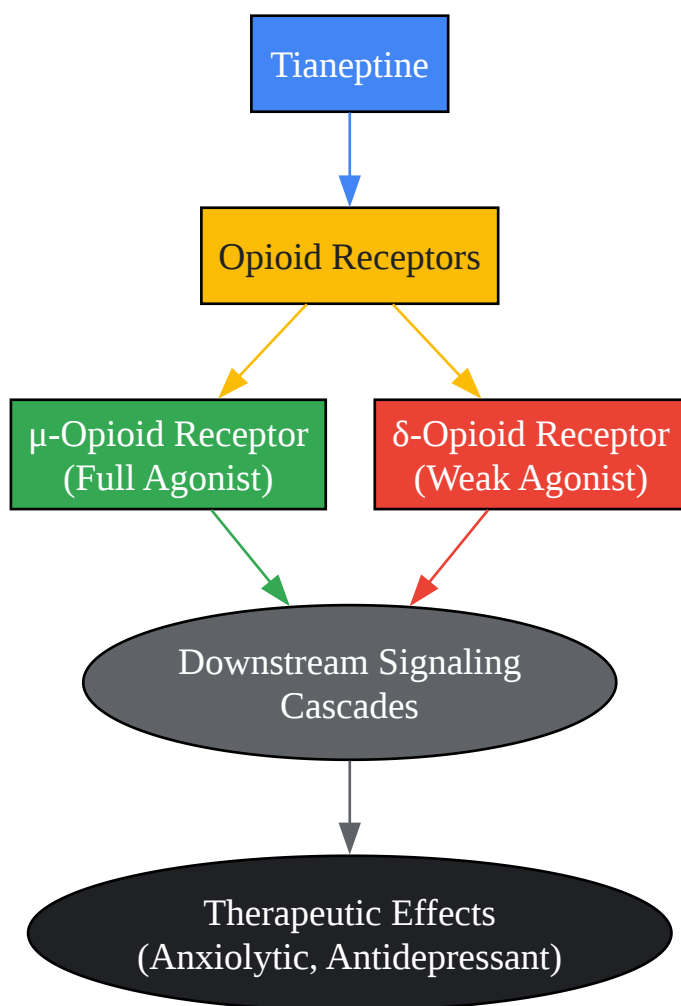 Tianeptine
Opioid Receptors
μ-Opioid Receptor
(Full Agonist)
δ-Opioid Receptor
(Weak Agonist)
Downstream Signaling
Cascades
Therapeutic Effects
(Anxiolytic, Antidepressant)